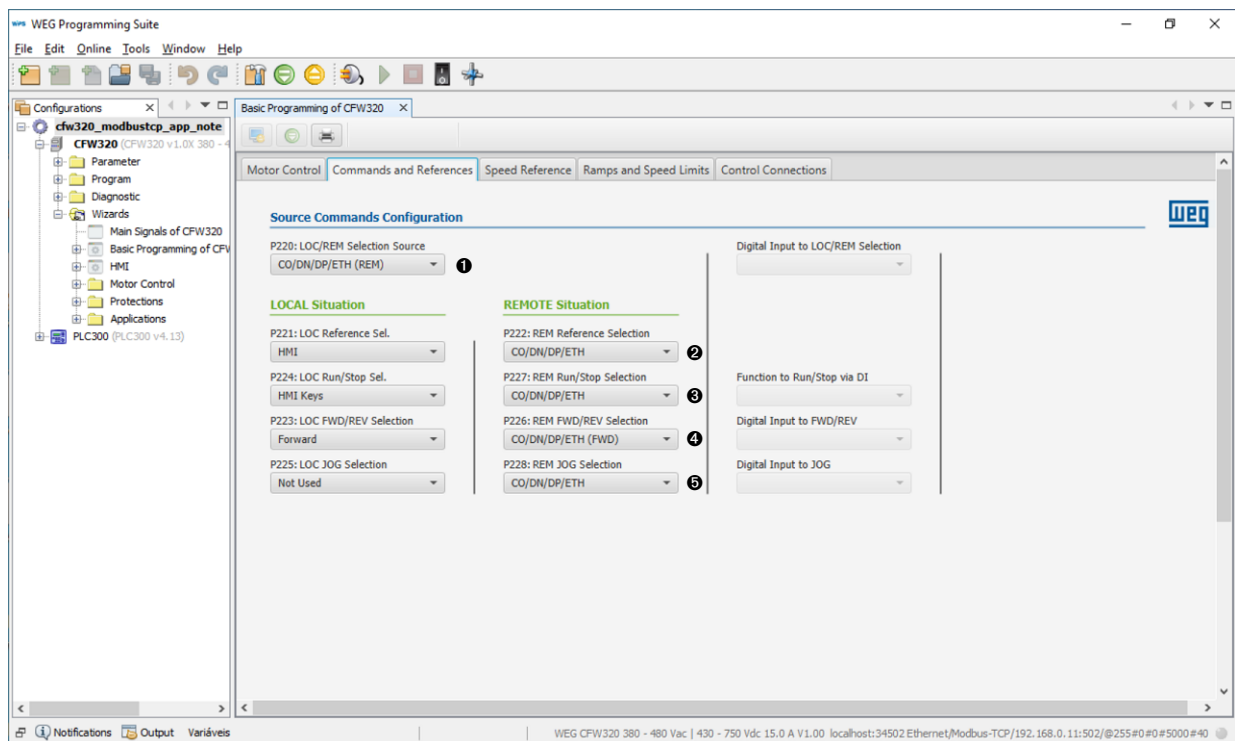 WPS WEG Programming Suite
File Edit Online Tools Window Help
Configurations
Basic Programming of CFW320
cfw320_modbustcp_app_note
CFW320 (CFW320 v1.0X 380 - 4
Parameter
Program
Diagnostic
Wizards
Main Signals of CFW320
Basic Programming of CFW
HMI
Motor Control
Protections
Applications
PLC300 (PLC300 v4.13)
Motor Control Commands and References Speed Reference Ramps and Speed Limits Control Connections
Source Commands Configuration
weg
P220: LOC/REM Selection Source Digital Input to LOC/REM Selection
CO/DN/DP/ETH (REM) ❶
LOCAL Situation REMOTE Situation
P221: LOC Reference Sel. P222: REM Reference Selection
HMI CO/DN/DP/ETH ❷
P224: LOC Run/Stop Sel. P227: REM Run/Stop Selection Function to Run/Stop via DI
HMI Keys CO/DN/DP/ETH ❸
P223: LOC FWD/REV Selection P226: REM FWD/REV Selection Digital Input to FWD/REV
Forward CO/DN/DP/ETH (FWD) ❹
P225: LOC JOG Selection P228: REM JOG Selection Digital Input to JOG
Not Used CO/DN/DP/ETH ❺
Notifications Output Variáveis WEG CFW320 380 - 480 Vac | 430 - 750 Vdc 15.0 A V1.00 localhost:34502 Ethernet/Modbus-TCP/192.168.0.11:502/@255#0#0#5000#40